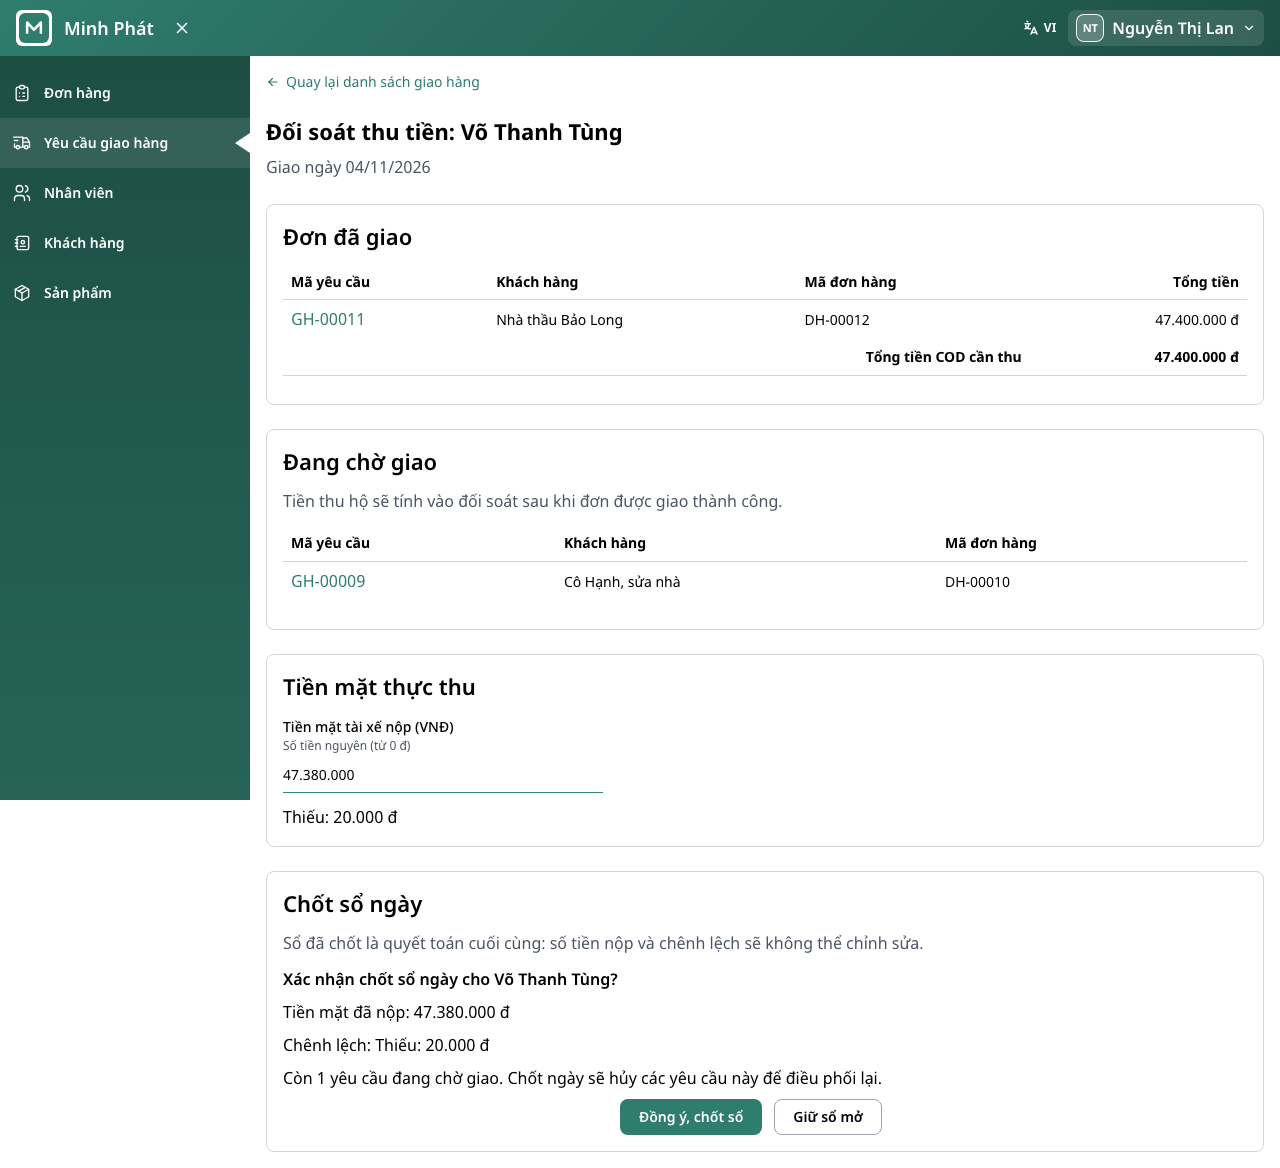 Minh Phát
VI
NT
Nguyễn Thị Lan
Đơn hàng
Yêu cầu giao hàng
Nhân viên
Khách hàng
Sản phẩm
Quay lại danh sách giao hàng
Đối soát thu tiền: Võ Thanh Tùng
Giao ngày 04/11/2026
Đơn đã giao
Mã yêu cầu Khách hàng Mã đơn hàng Tổng tiền
GH-00011 Nhà thầu Bảo Long DH-00012 47.400.000 đ
Tổng tiền COD cần thu 47.400.000 đ
Đang chờ giao
Tiền thu hộ sẽ tính vào đối soát sau khi đơn được giao thành công.
Mã yêu cầu Khách hàng Mã đơn hàng
GH-00009 Cô Hạnh, sửa nhà DH-00010
Tiền mặt thực thu
Tiền mặt tài xế nộp (VNĐ)
Số tiền nguyên (từ 0 đ)
47.380.000
Thiếu: 20.000 đ
Chốt sổ ngày
Sổ đã chốt là quyết toán cuối cùng: số tiền nộp và chênh lệch sẽ không thể chỉnh sửa.
Xác nhận chốt sổ ngày cho Võ Thanh Tùng?
Tiền mặt đã nộp: 47.380.000 đ
Chênh lệch: Thiếu: 20.000 đ
Còn 1 yêu cầu đang chờ giao. Chốt ngày sẽ hủy các yêu cầu này để điều phối lại.
Đồng ý, chốt sổ
Giữ sổ mở